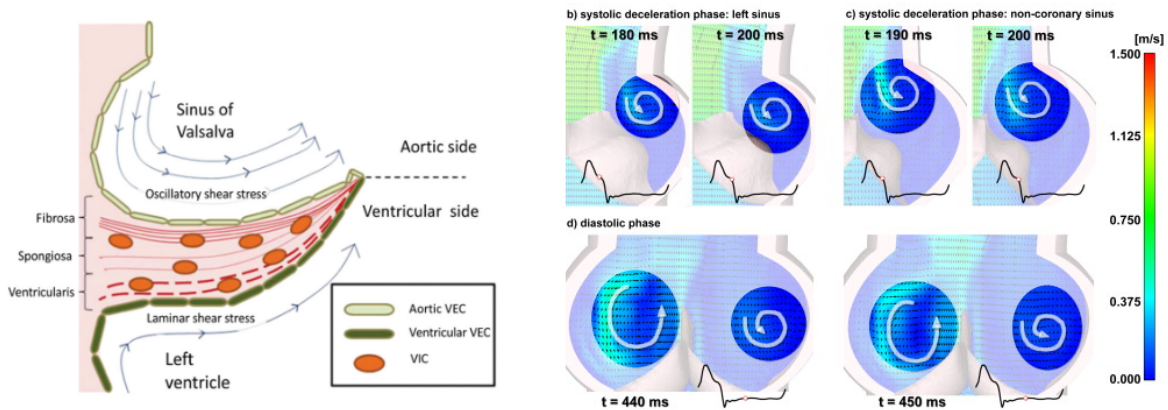 Sinus of
Valsalva
Aortic side
Oscillatory shear stress
Ventricular side
Fibrosa
Spongiosa
Ventricularis
Laminar shear stress
Left
ventricle
Aortic VEC
Ventricular VEC
VIC
b) systolic deceleration phase: left sinus
t = 180 ms
t = 200 ms
c) systolic deceleration phase: non-coronary sinus
t = 190 ms
t = 200 ms
d) diastolic phase
t = 440 ms
t = 450 ms
[m/s]
1.500
1.125
0.750
0.375
0.000